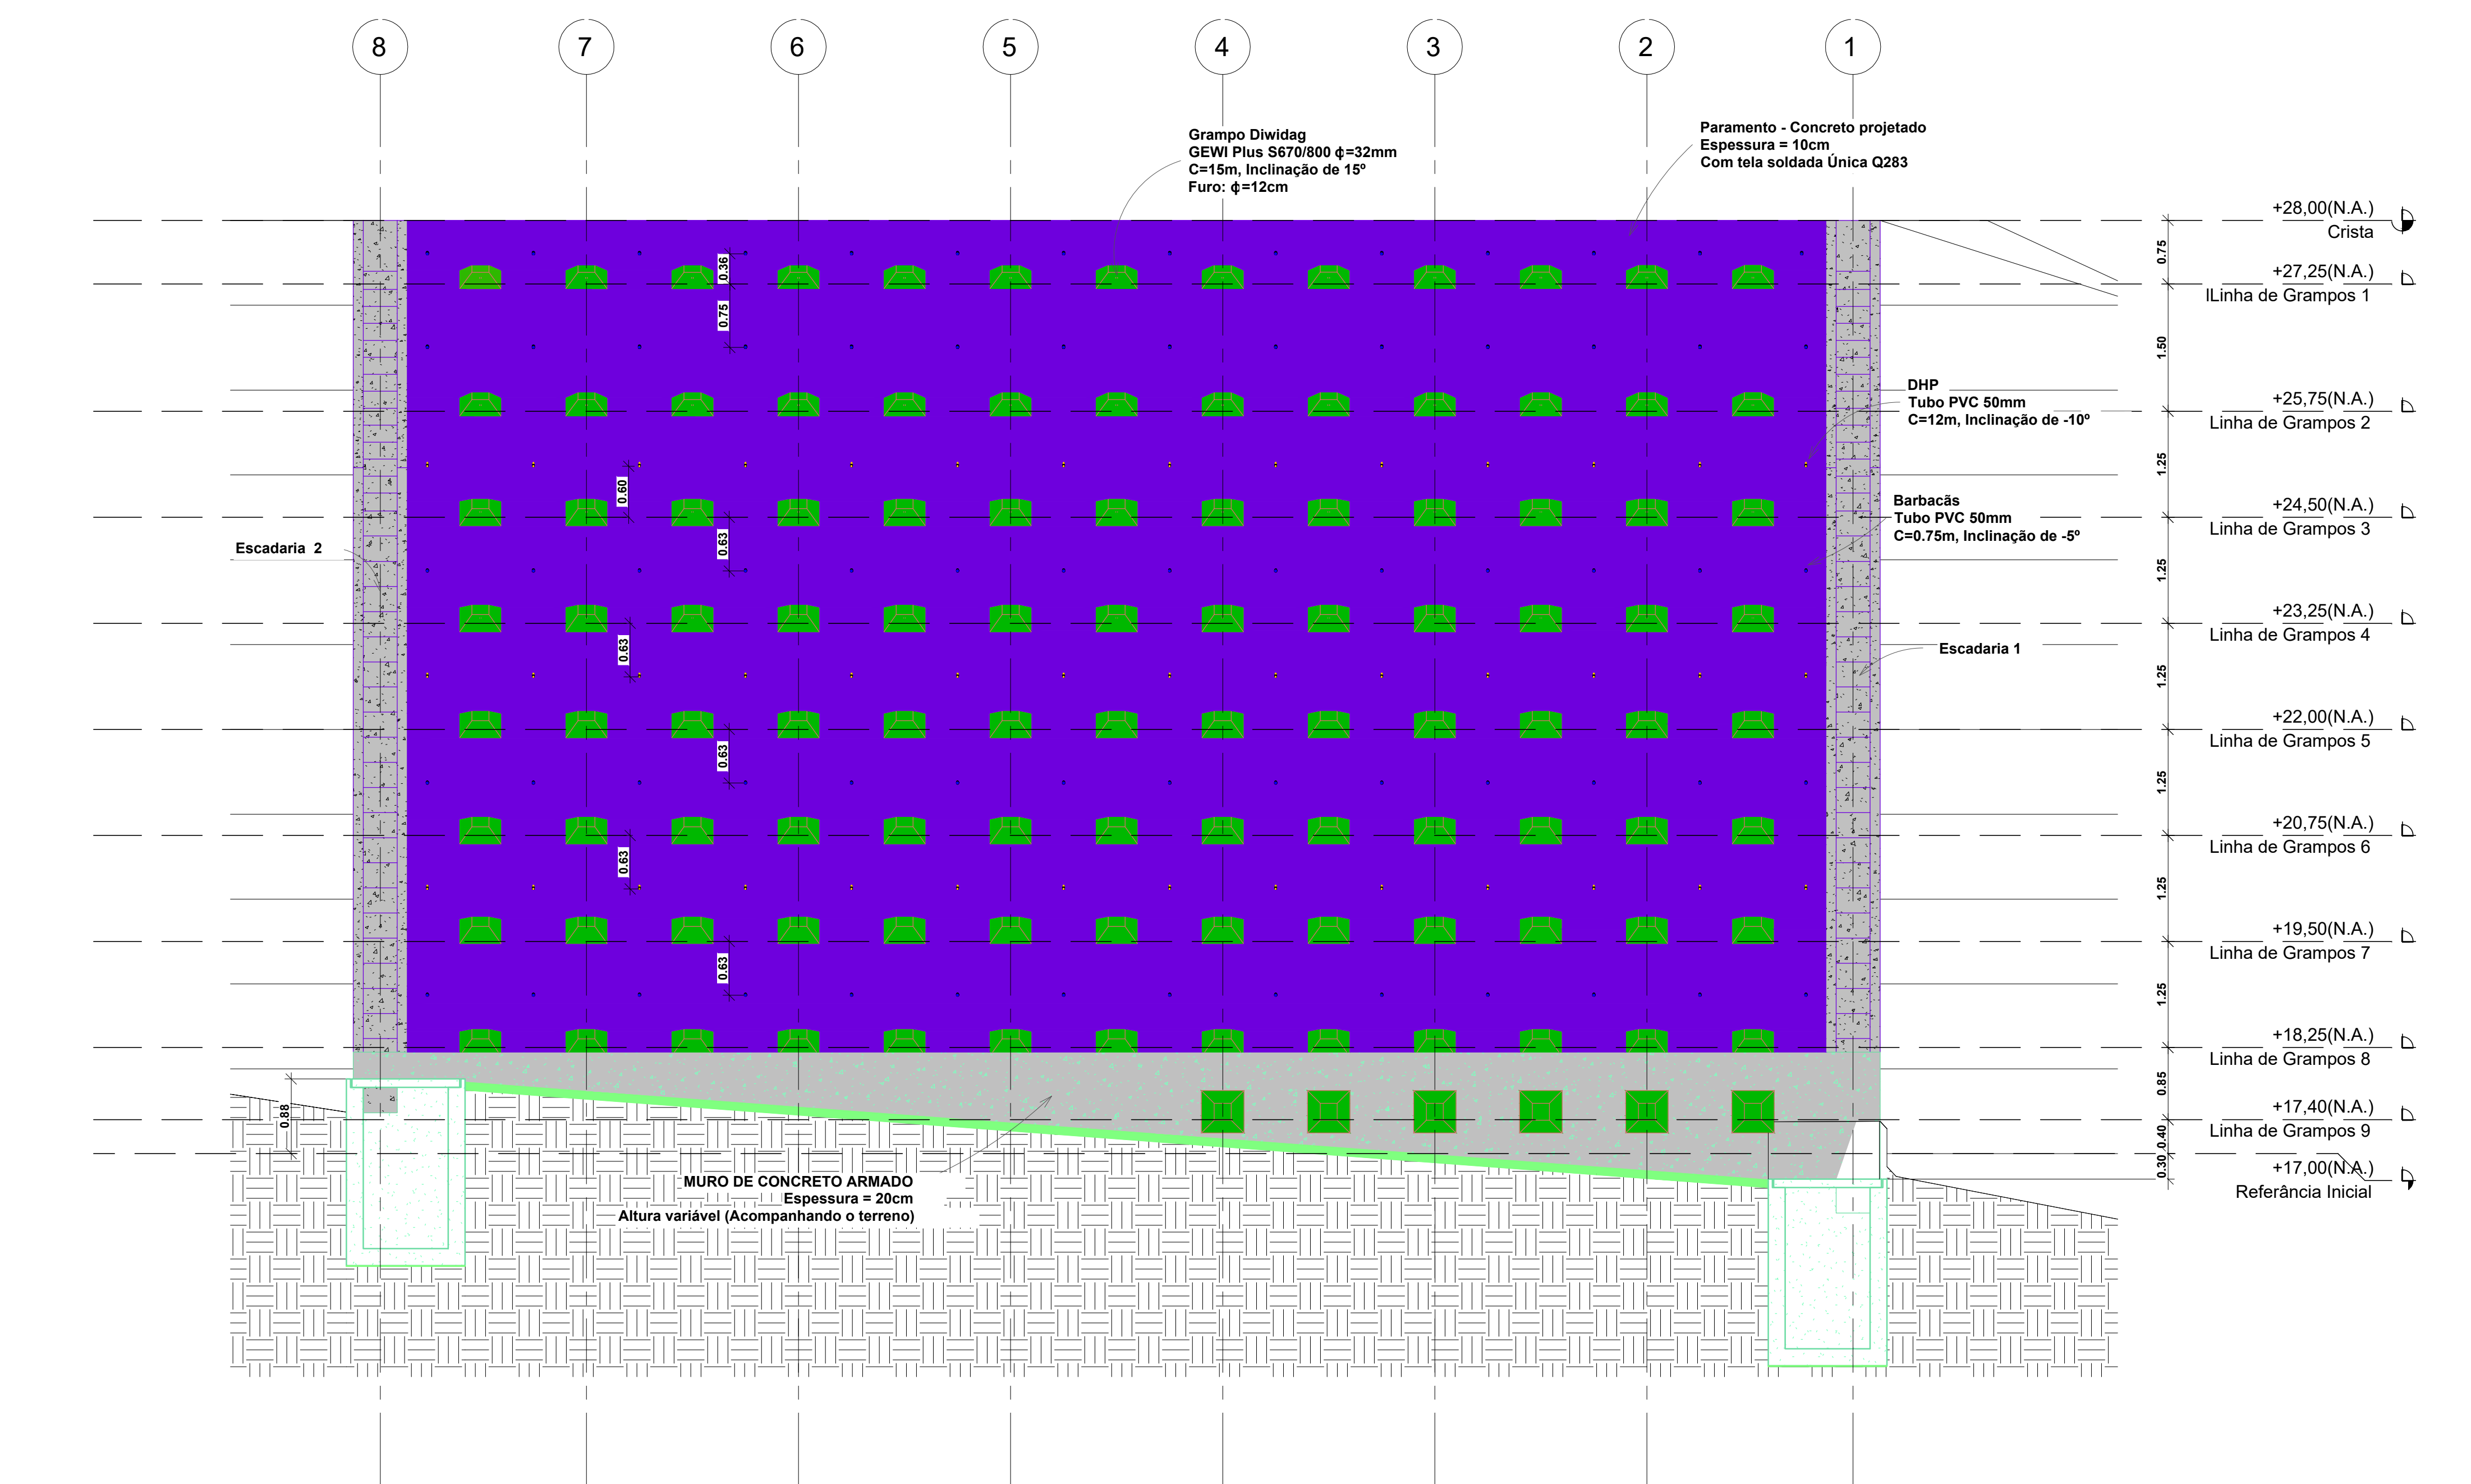 8
7
6
5
4
3
2
1
Grampo Diwidag
GEWI Plus S670/800 ϕ=32mm
C=15m, Inclinação de 15º
Furo: ϕ=12cm
Paramento - Concreto projetado
Espessura = 10cm
Com tela soldada Única Q283
+28,00(N.A.)
Crista
0.75
+27,25(N.A.)
lLinha de Grampos 1
0.36
0.75
1.50
DHP
Tubo PVC 50mm
C=12m, Inclinação de -10º
+25,75(N.A.)
Linha de Grampos 2
1.25
0.60
Barbacãs
Tubo PVC 50mm
C=0.75m, Inclinação de -5º
+24,50(N.A.)
Linha de Grampos 3
Escadaria 2
0.63
1.25
+23,25(N.A.)
Linha de Grampos 4
0.63
Escadaria 1
1.25
+22,00(N.A.)
Linha de Grampos 5
0.63
1.25
+20,75(N.A.)
Linha de Grampos 6
0.63
1.25
+19,50(N.A.)
Linha de Grampos 7
0.63
1.25
+18,25(N.A.)
Linha de Grampos 8
0.85
0.88
+17,40(N.A.)
Linha de Grampos 9
0.40
0.30
+17,00(N.A.)
Referância Inicial
MURO DE CONCRETO ARMADO
Espessura = 20cm
Altura variável (Acompanhando o terreno)